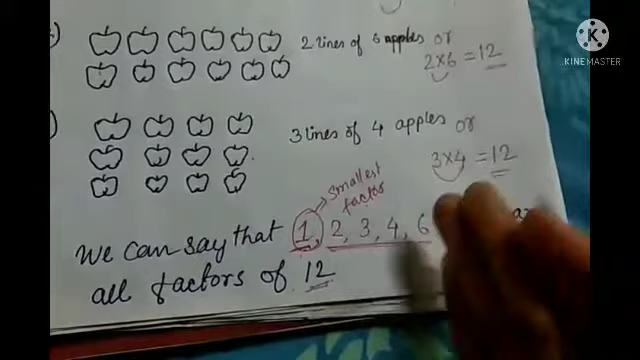 2 lines of 6 apples or
2×6 = 12
3 lines of 4 apples or
3×4 = 12
smallest
factor
We can say that 1, 2, 3, 4, 6
all factors of 12
KINEMASTER